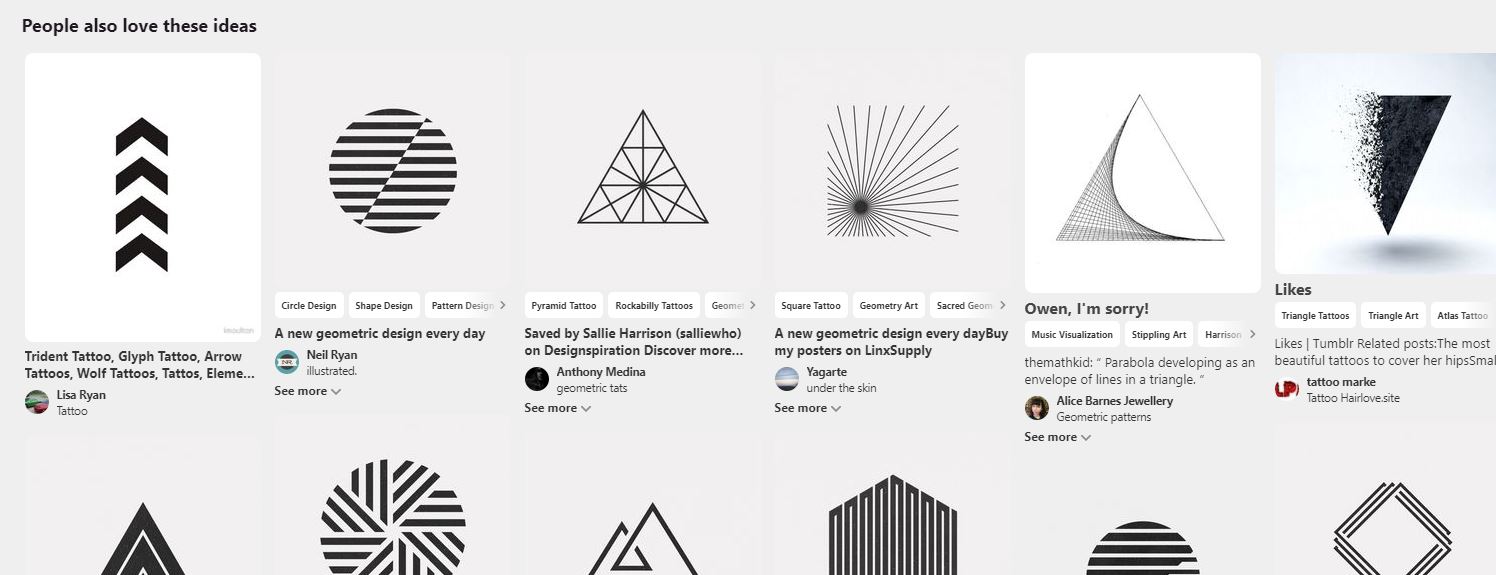 People also love these ideas
Trident Tattoo, Glyph Tattoo, Arrow
Tattoos, Wolf Tattoos, Tattos, Eleme...
Lisa Ryan
Tattoo
Circle Design
Shape Design
Pattern Design
A new geometric design every day
Neil Ryan
illustrated.
See more
Pyramid Tattoo
Rockabilly Tattoos
Geomet
Saved by Sallie Harrison (salliewho)
on Designspiration Discover more...
Anthony Medina
geometric tats
See more
Square Tattoo
Geometry Art
Sacred Geom
A new geometric design every dayBuy
my posters on LinxSupply
Yagarte
under the skin
See more
Owen, I'm sorry!
Music Visualization
Stippling Art
Harrison
themathkid: “ Parabola developing as an
envelope of lines in a triangle. “
Alice Barnes Jewellery
Geometric patterns
See more
Likes
Triangle Tattoos
Triangle Art
Atlas Tattoo
Likes | Tumblr Related posts:The most
beautiful tattoos to cover her hipsSmal
tattoo marke
Tattoo Hairlove.site